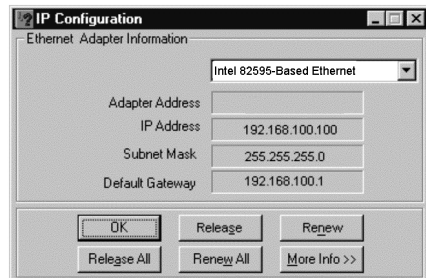 IP Configuration
Ethernet Adapter Information
Intel 82595-Based Ethernet
Adapter Address
IP Address 192.168.100.100
Subnet Mask 255.255.255.0
Default Gateway 192.168.100.1
OK Release Renew
Release All Renew All More Info >>